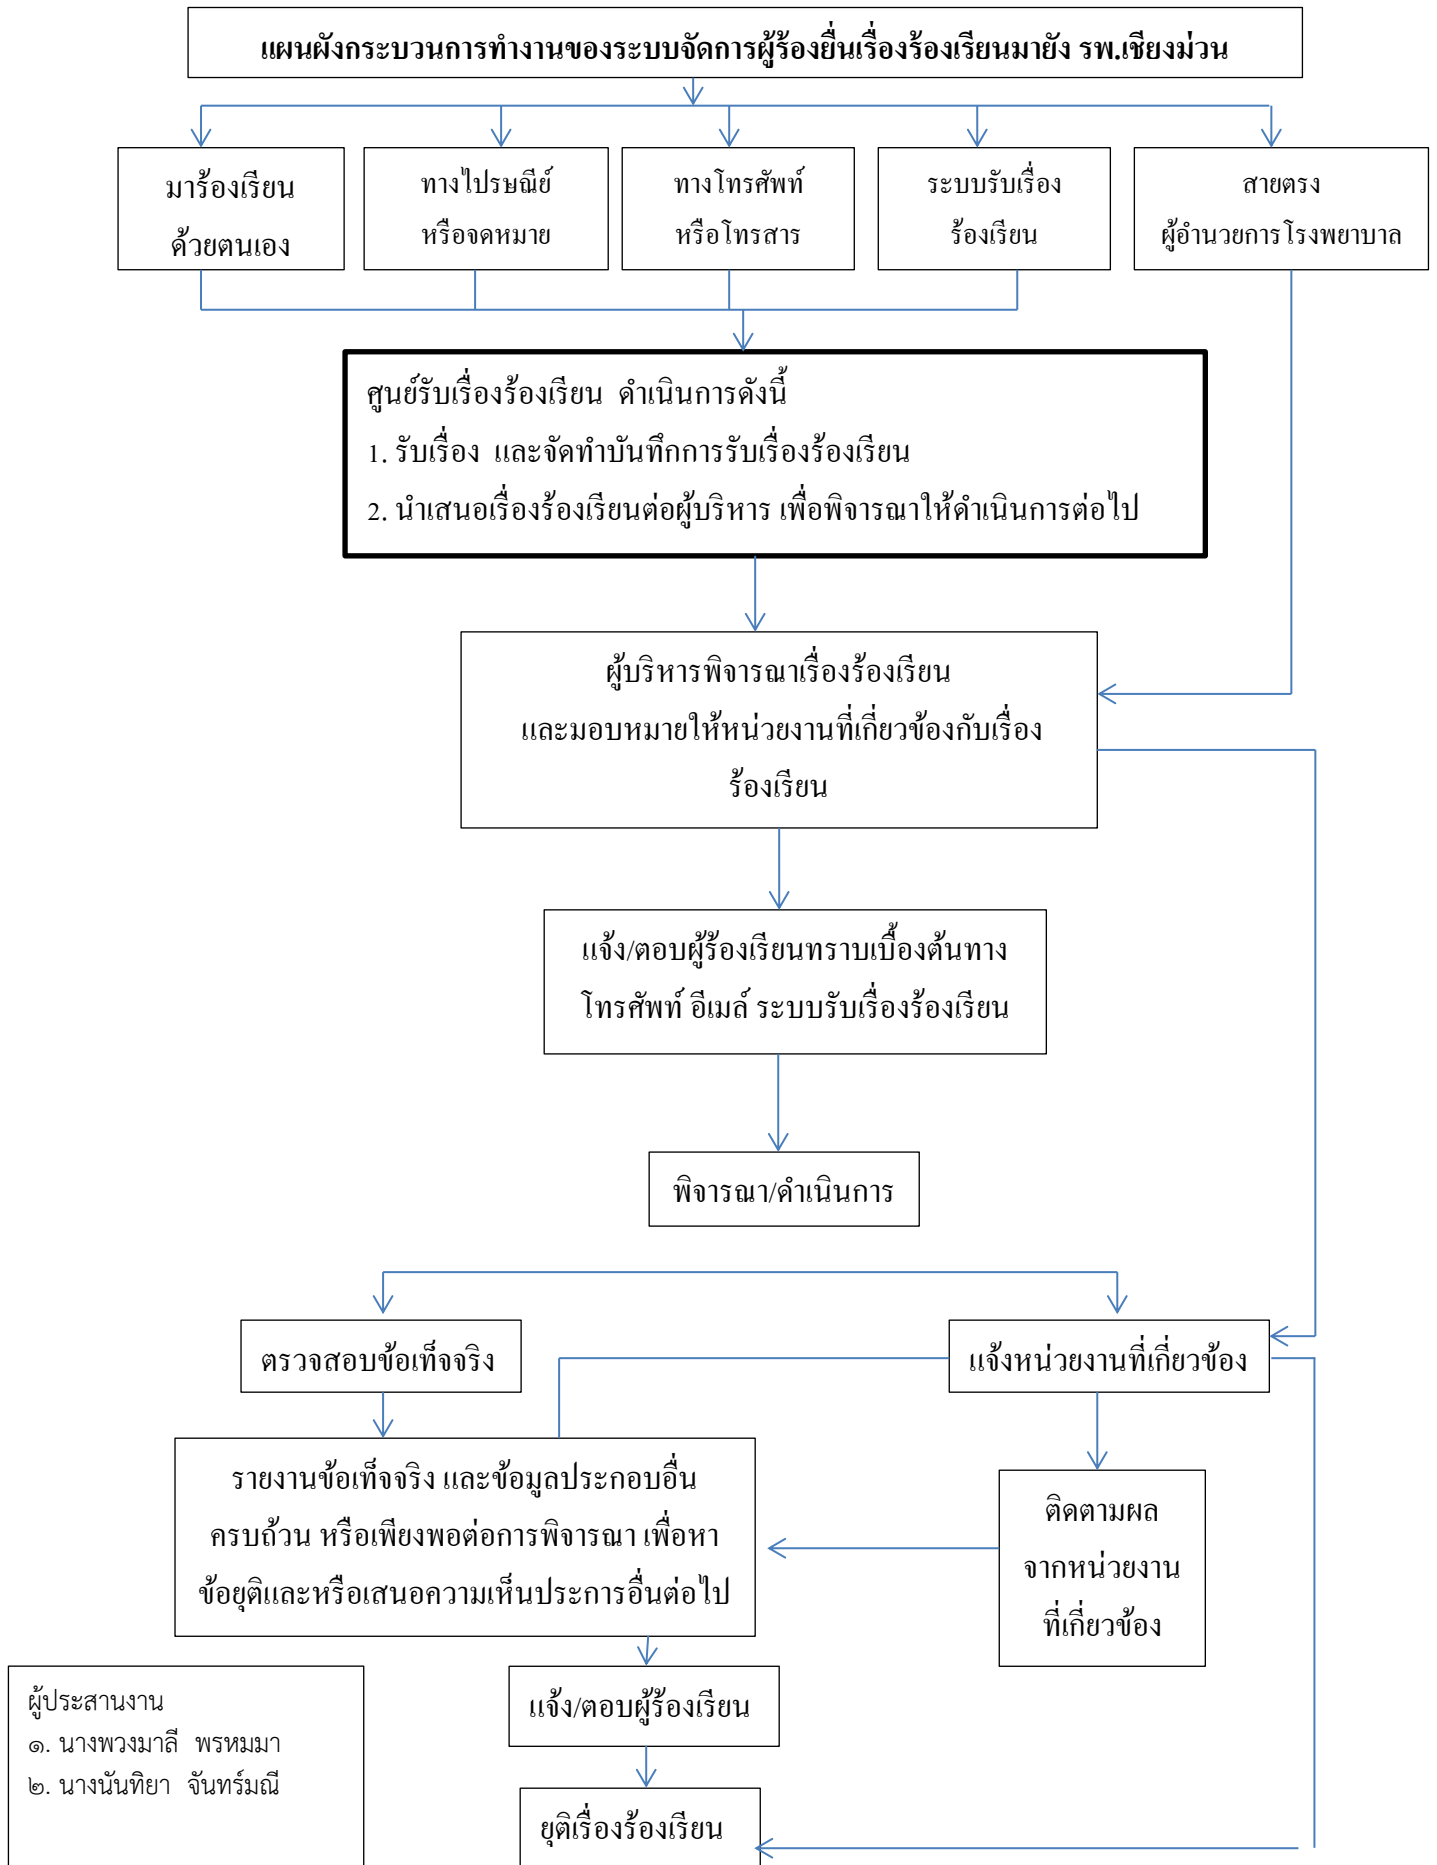 แผนผังกระบวนการทำงานของระบบจัดการผู้ร้องยื่นเรื่องร้องเรียนมายัง รพ.เชียงม่วน
มาร้องเรียน
ด้วยตนเอง
ทางไปรษณีย์
หรือจดหมาย
ทางโทรศัพท์
หรือโทรสาร
ระบบรับเรื่อง
ร้องเรียน
สายตรง
ผู้อำนวยการโรงพยาบาล
ศูนย์รับเรื่องร้องเรียน ดำเนินการดังนี้
1. รับเรื่อง และจัดทำบันทึกการรับเรื่องร้องเรียน
2. นำเสนอเรื่องร้องเรียนต่อผู้บริหาร เพื่อพิจารณาให้ดำเนินการต่อไป
ผู้บริหารพิจารณาเรื่องร้องเรียน
และมอบหมายให้หน่วยงานที่เกี่ยวข้องกับเรื่อง
ร้องเรียน
แจ้ง/ตอบผู้ร้องเรียนทราบเบื้องต้นทาง
โทรศัพท์ อีเมล์ ระบบรับเรื่องร้องเรียน
พิจารณา/ดำเนินการ
ตรวจสอบข้อเท็จจริง
แจ้งหน่วยงานที่เกี่ยวข้อง
รายงานข้อเท็จจริง และข้อมูลประกอบอื่น
ครบถ้วน หรือเพียงพอต่อการพิจารณา เพื่อหา
ข้อยุติและหรือเสนอความเห็นประการอื่นต่อไป
ติดตามผล
จากหน่วยงาน
ที่เกี่ยวข้อง
แจ้ง/ตอบผู้ร้องเรียน
ยุติเรื่องร้องเรียน
ผู้ประสานงาน
๑. นางพวงมาลี พรหมมา
๒. นางนันทิยา จันทร์มณี